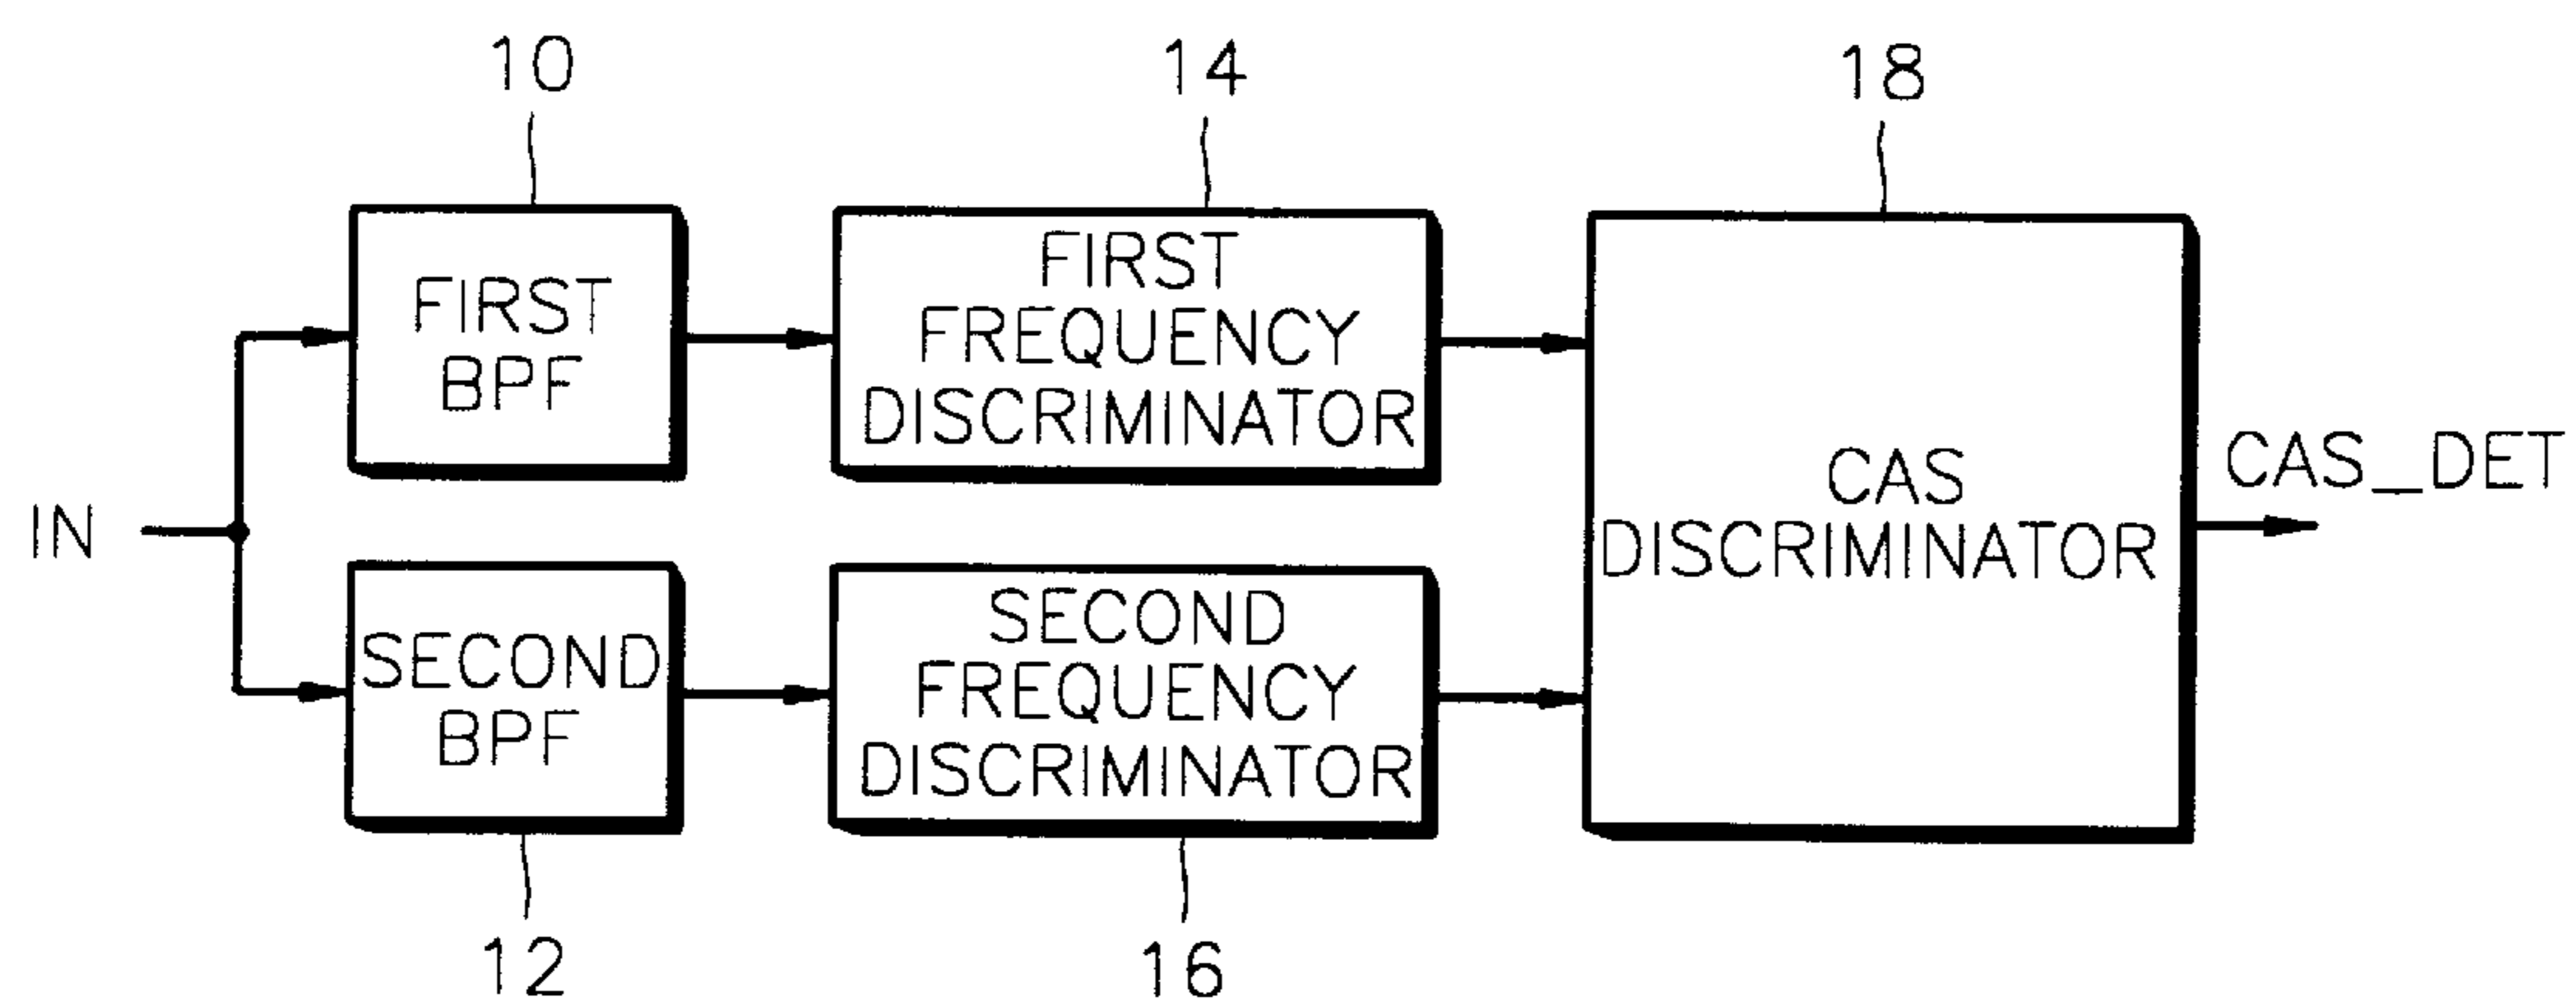 10
14
18
FIRST
BPF
FIRST
FREQUENCY
DISCRIMINATOR
IN
CAS
DISCRIMINATOR
CAS_DET
SECOND
BPF
SECOND
FREQUENCY
DISCRIMINATOR
12
16